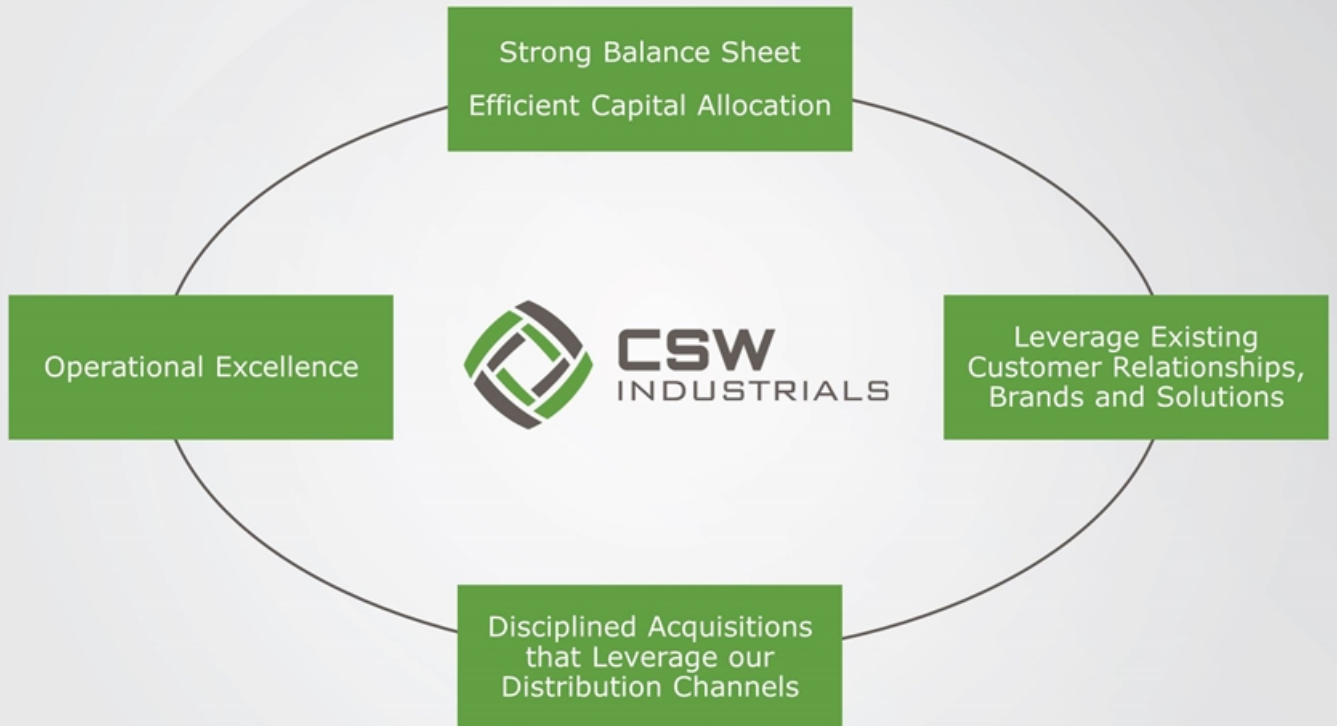 Strong Balance Sheet
Efficient Capital Allocation
Operational Excellence
CSW
INDUSTRIALS
Leverage Existing
Customer Relationships,
Brands and Solutions
Disciplined Acquisitions
that Leverage our
Distribution Channels